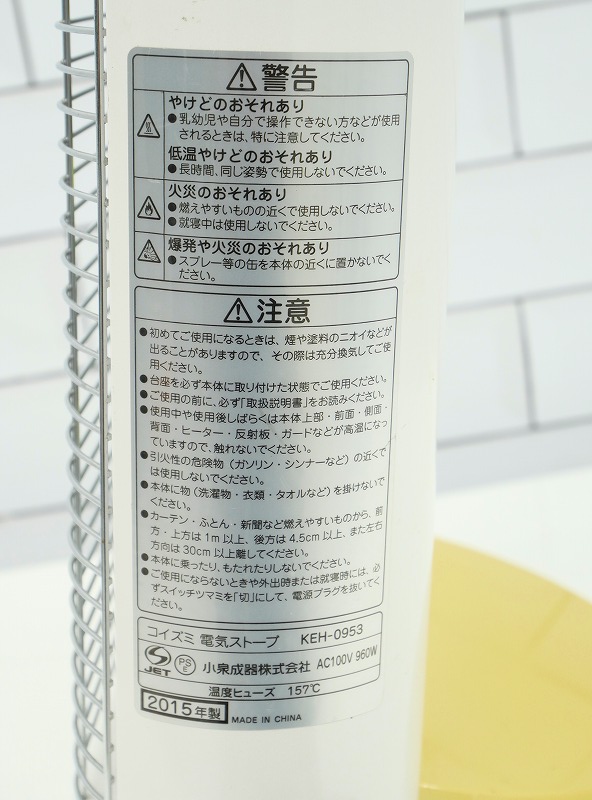 警告
やけどのおそれあり
●乳幼児や自分で操作できない方などが使用
されるときは、特に注意してください。
低温やけどのおそれあり
●長時間、同じ姿勢で使用しないでください。
火災のおそれあり
●燃えやすいものの近くで使用しないでください。
●就寝中は使用しないでください。
爆発や火災のおそれあり
●スプレー等の缶を本体の近くに置かないでく
ださい。
注意
●初めてご使用になるときは、煙や塗料のニオイなどが
出ることがありますので、その際は充分換気してご使
用ください。
●台座を必ず本体に取り付けた状態でご使用ください。
●ご使用の前に、必ず「取扱説明書」をお読みください。
●使用中や使用後しばらくは本体上部・前面・側面・
背面・ヒーター・反射板・ガードなどが高温になっ
ていますので、触れないでください。
●引火性の危険物(ガソリン・シンナーなど)の近くで
は使用しないでください。
●本体に物(洗濯物・衣類・タオルなど)を掛けないで
ください。
●カーテン・ふとん・新聞など燃えやすいものから、前
方・上方は1m以上、後方は4.5cm以上、また左右
方向は30cm以上離してください。
●本体に乗ったり、もたれたりしないでください。
●ご使用にならないときや外出時または就寝時には、必
ずスイッチツマミを「切」にして、電源プラグを抜いてく
ださい。
コイズミ 電気ストーブ KEH-0953
S JET PS E 小泉成器株式会社 AC100V 960W
温度ヒューズ 157℃
2015年製 MADE IN CHINA